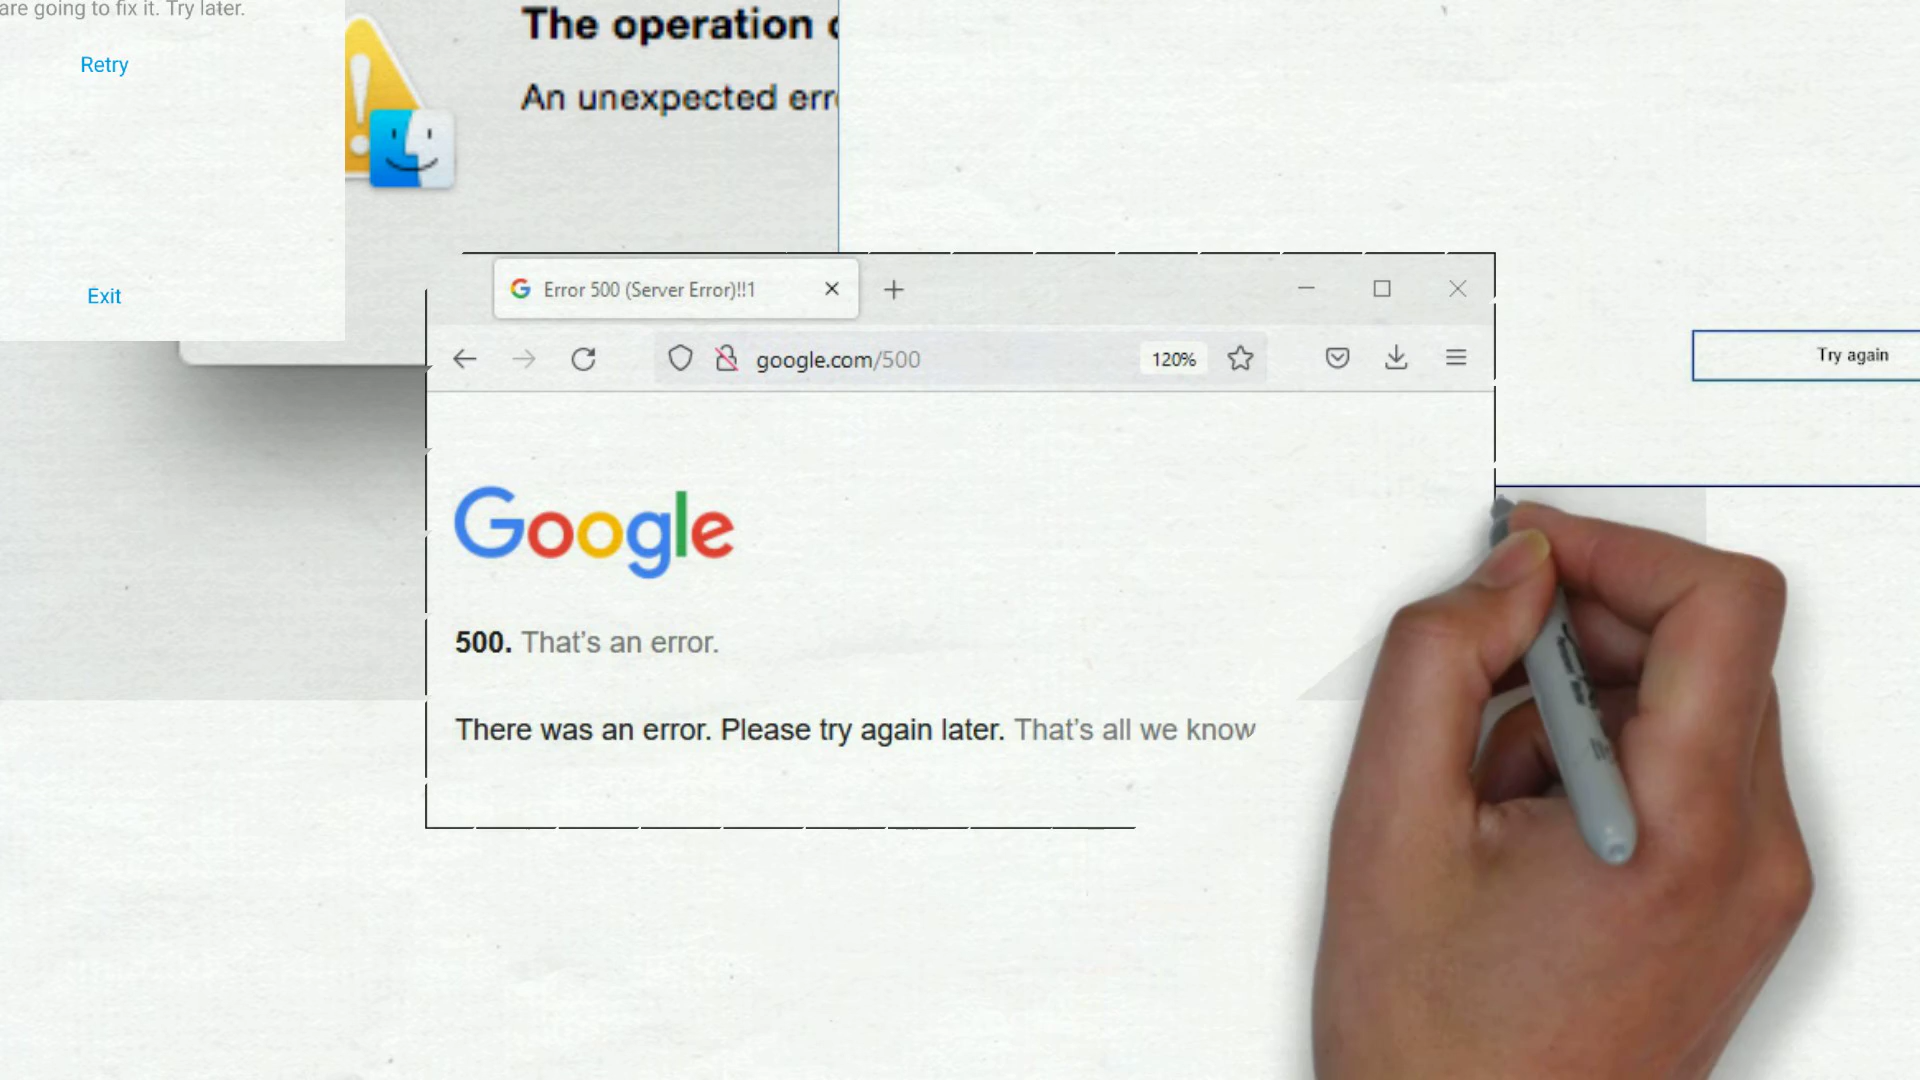 are going to fix it. Try later.
Retry
Exit
The operation
An unexpected
Error 500 (Server Error)!!1
google.com/500
120%
Try again
Google
500. That's an error.
There was an error. Please try again later. That's all we know